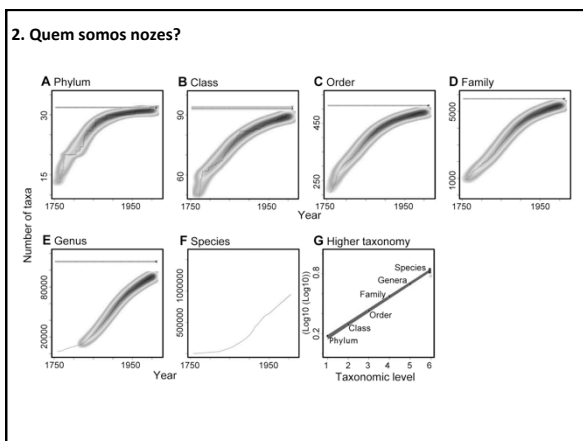 2. Quem somos nozes?
A Phylum
B Class
C Order
D Family
Number of taxa
30
15
90
60
450
250
5000
1000
1750
1950
1750
1950
1750
1950
1750
1950
Year
E Genus
F Species
G Higher taxonomy
80000
20000
1000000
500000
(Log10 (Log10))
0.8
0.2
Species
Genera
Family
Order
Class
Phylum
1750
1950
1750
1950
1 2 3 4 5 6
Year
Taxonomic level